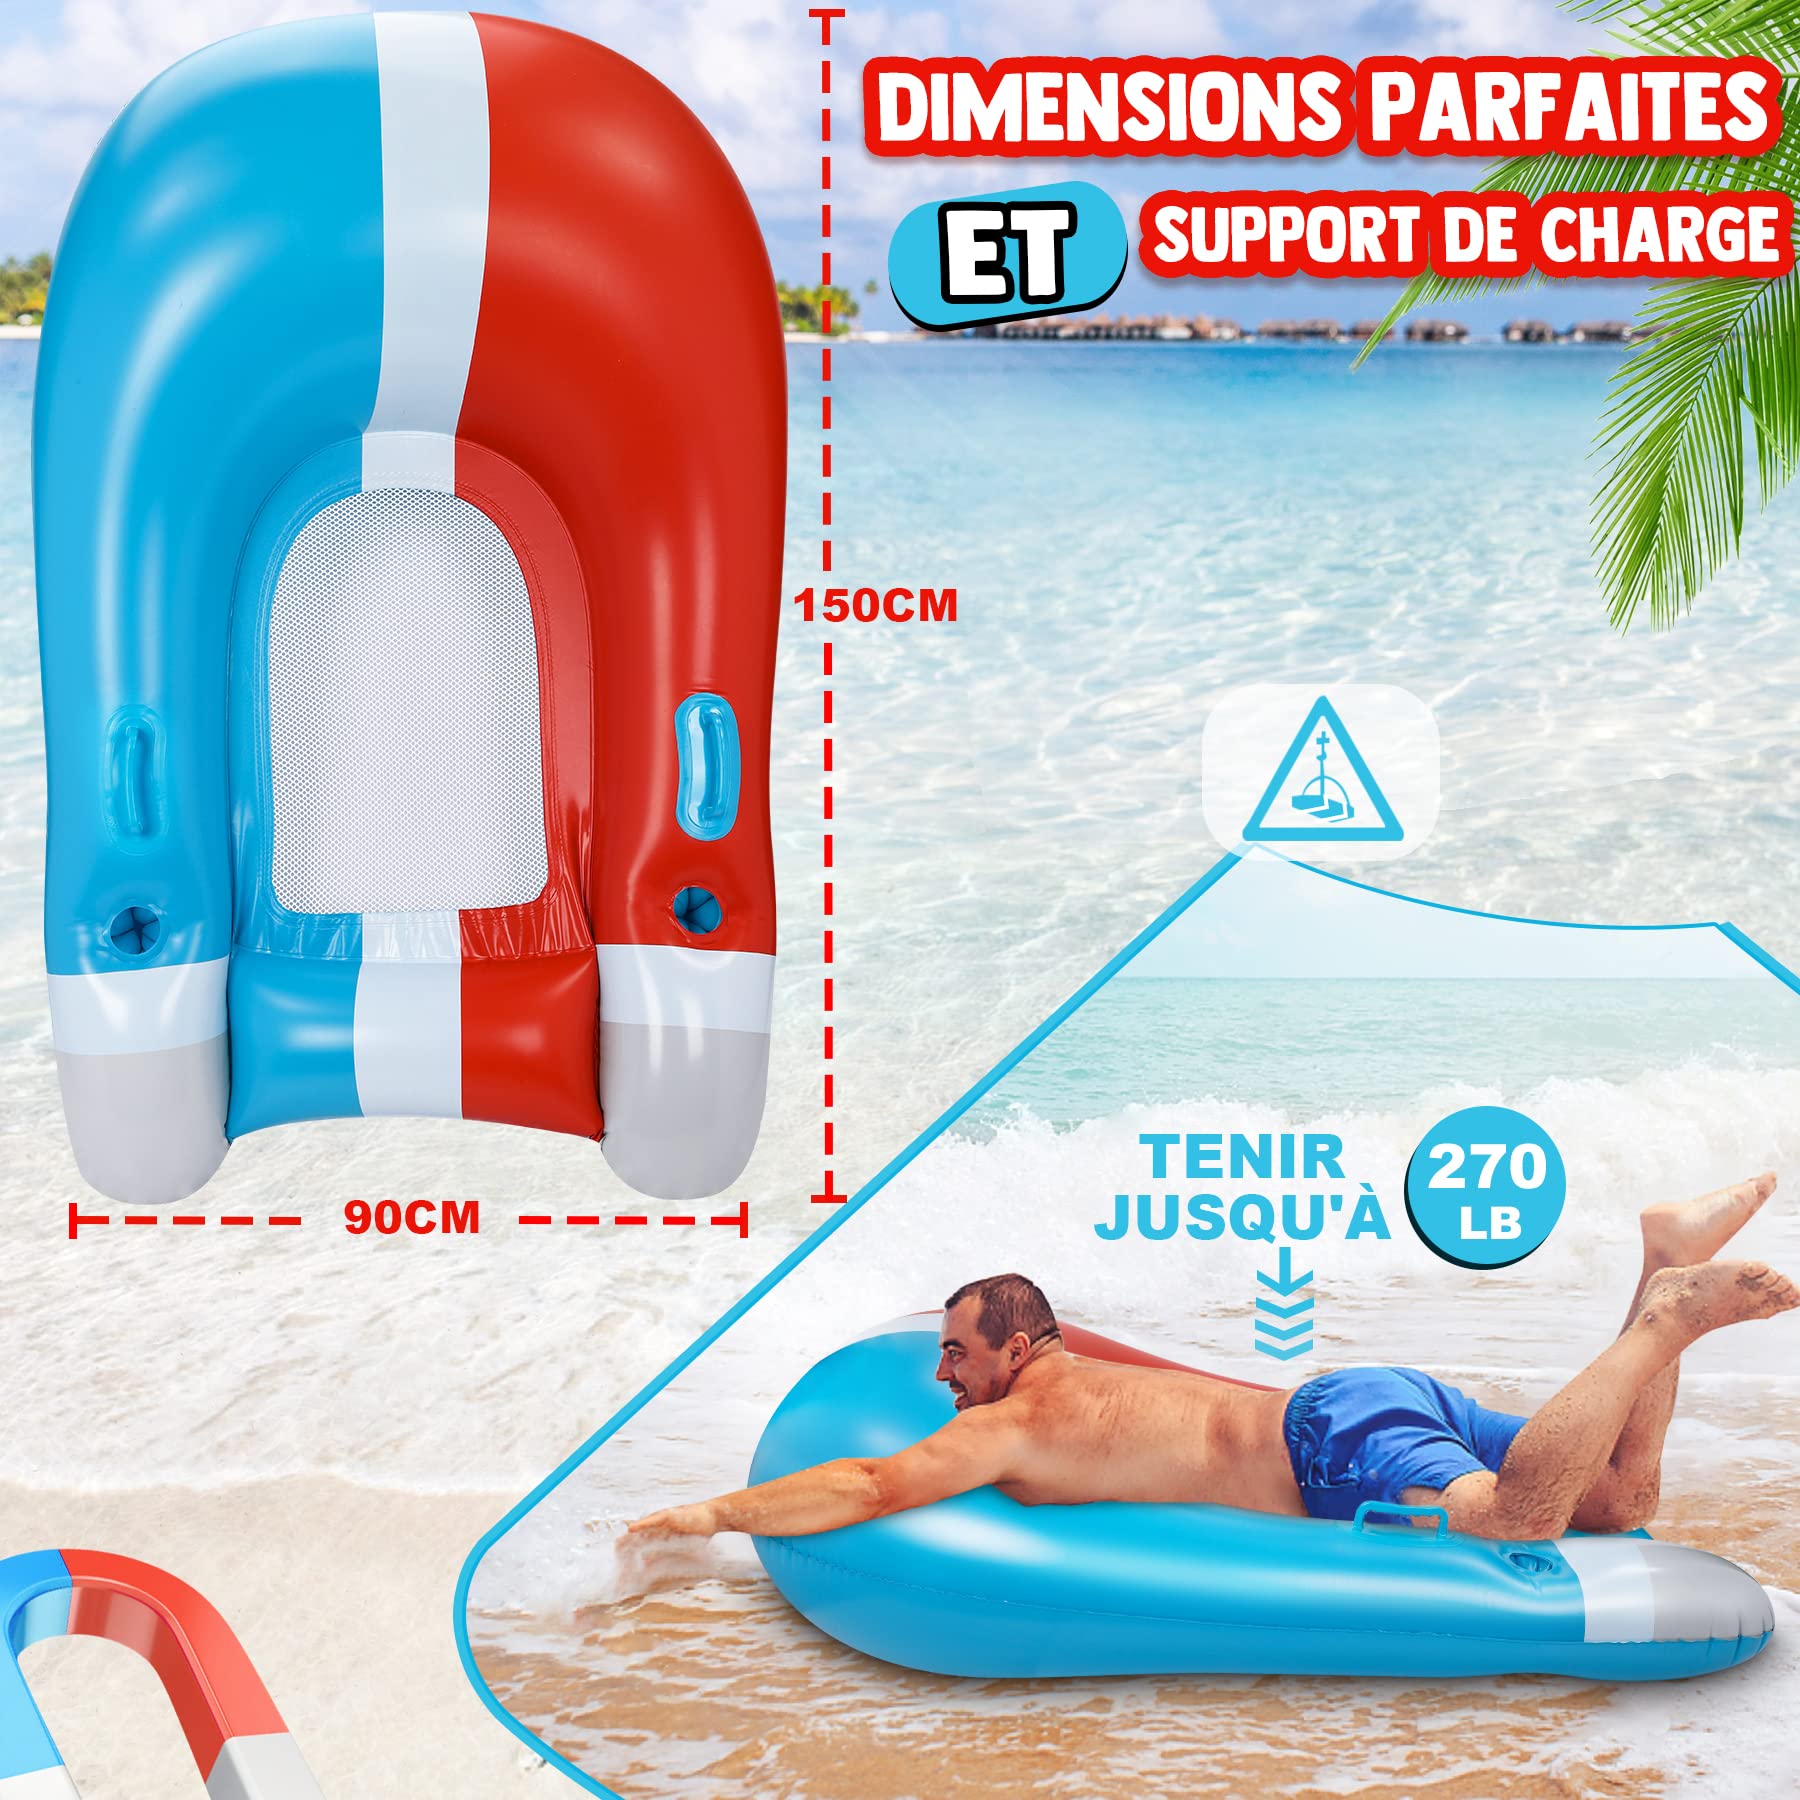 DIMENSIONS PARFAITES
ET SUPPORT DE CHARGE
150CM
90CM
TENIR
JUSQU'À
270
LB